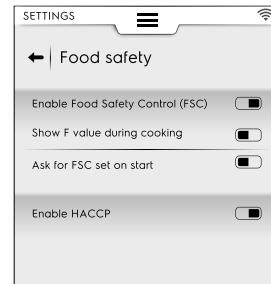 SETTINGS
Food safety
Enable Food Safety Control (FSC)
Show F value during cooking
Ask for FSC set on start
Enable HACCP